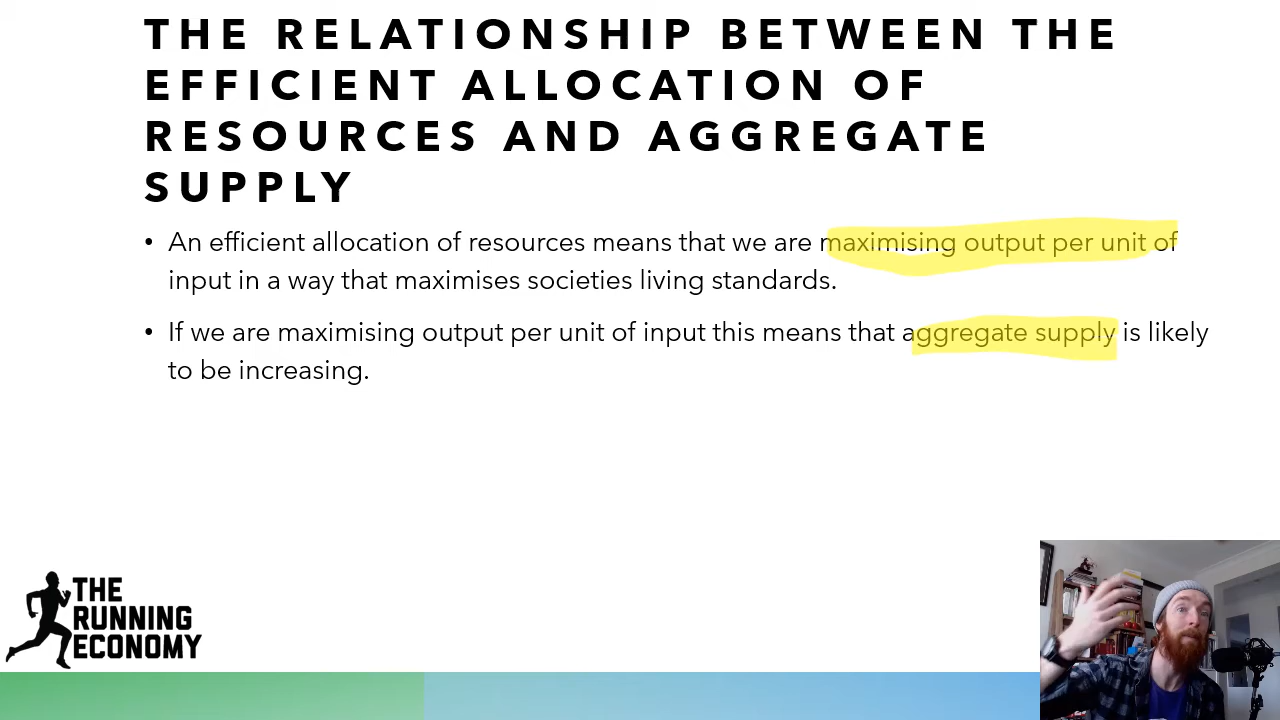 THE RELATIONSHIP BETWEEN THE
EFFICIENT ALLOCATION OF
RESOURCES AND AGGREGATE
SUPPLY
• An efficient allocation of resources means that we are maximising output per unit of
input in a way that maximises societies living standards.
• If we are maximising output per unit of input this means that aggregate supply is likely
to be increasing.
THE
RUNNING
ECONOMY